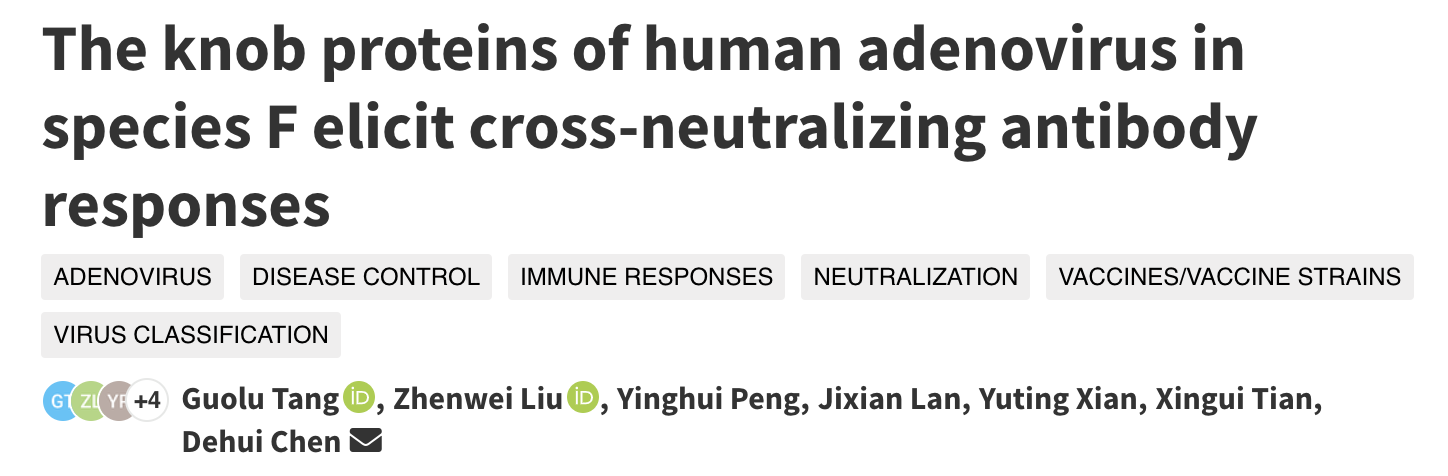 The knob proteins of human adenovirus in
species F elicit cross-neutralizing antibody
responses
ADENOVIRUS DISEASE CONTROL IMMUNE RESPONSES NEUTRALIZATION VACCINES/VACCINE STRAINS
VIRUS CLASSIFICATION
GT ZL YP +4 Guolu Tang iD, Zhenwei Liu iD, Yinghui Peng, Jixian Lan, Yuting Xian, Xingui Tian,
Dehui Chen